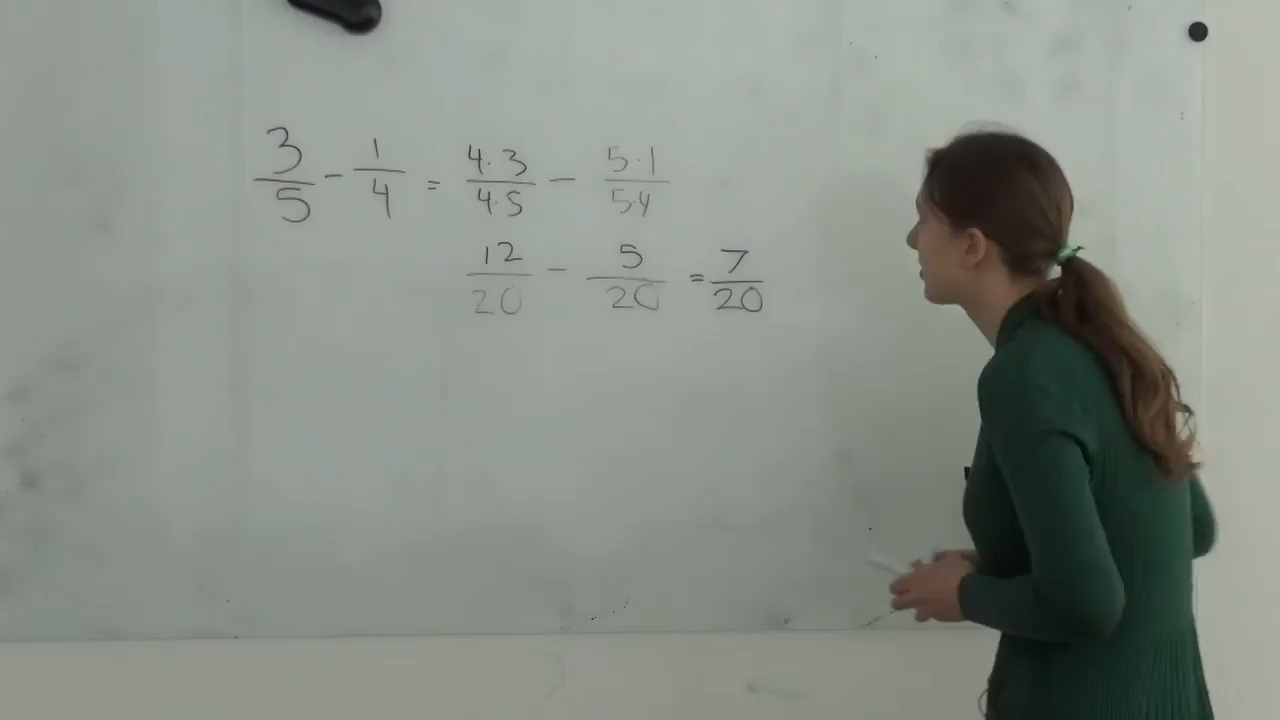 3/5 - 1/4 = 4·3/4·5 - 5·1/5·4
12/20 - 5/20 = 7/20